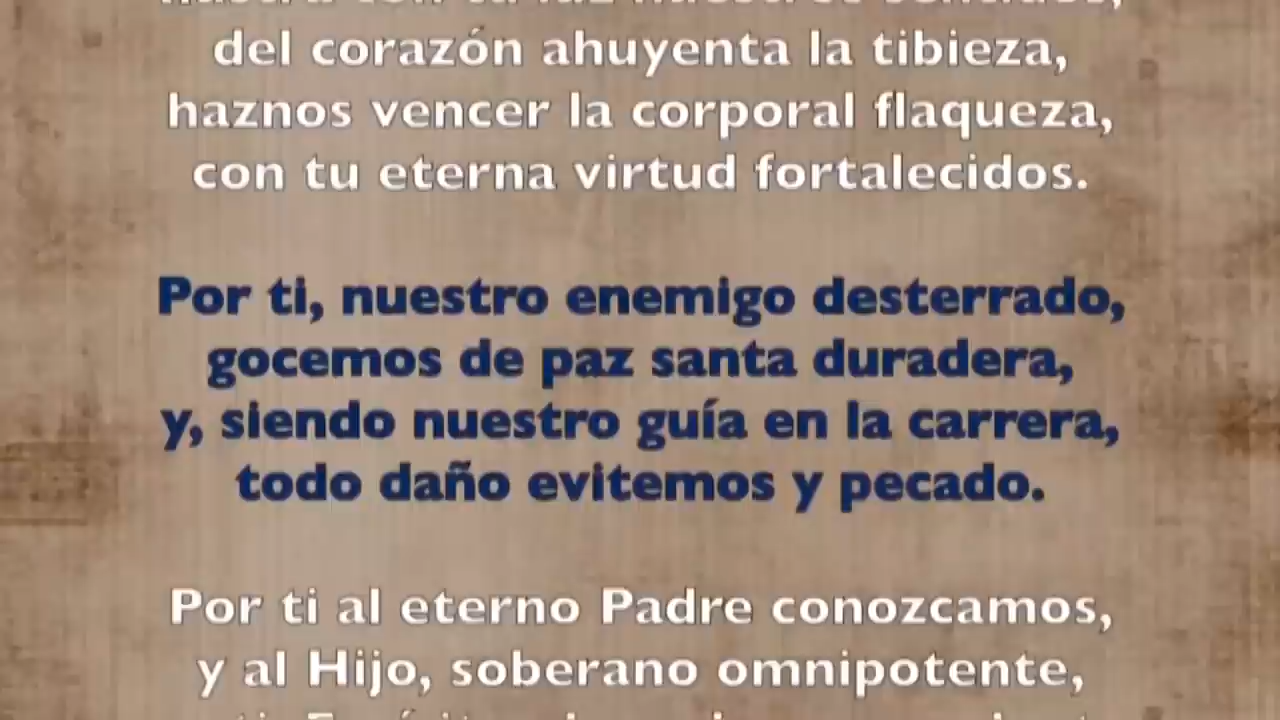 del corazón ahuyenta la tibieza,
haznos vencer la corporal flaqueza,
con tu eterna virtud fortalecidos.
Por ti, nuestro enemigo desterrado,
gocemos de paz santa duradera,
y, siendo nuestro guía en la carrera,
todo daño evitemos y pecado.
Por ti al eterno Padre conozcamos,
y al Hijo, soberano omnipotente,